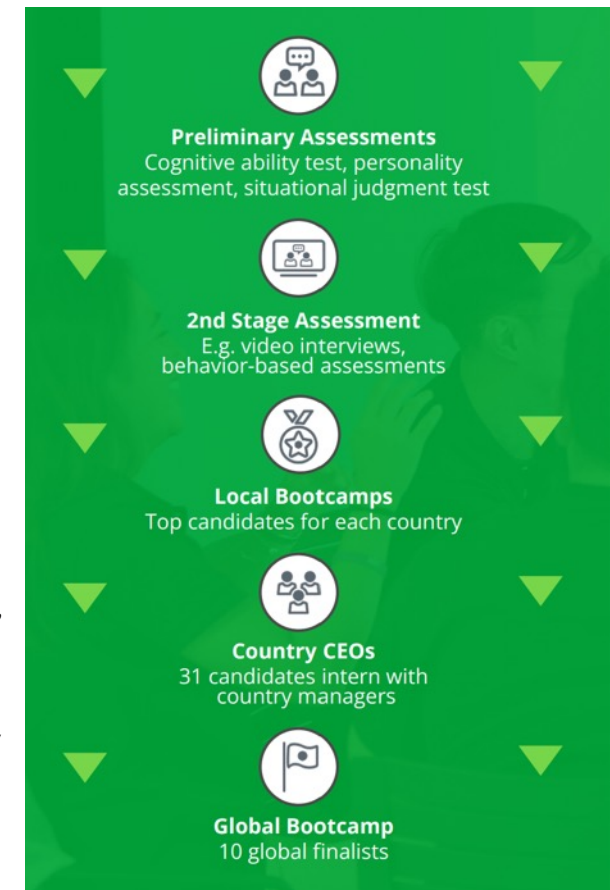 Preliminary Assessments
Cognitive ability test, personality
assessment, situational judgment test
2nd Stage Assessment
E.g. video interviews,
behavior-based assessments
Local Bootcamps
Top candidates for each country
Country CEOs
31 candidates intern with
country managers
Global Bootcamp
10 global finalists